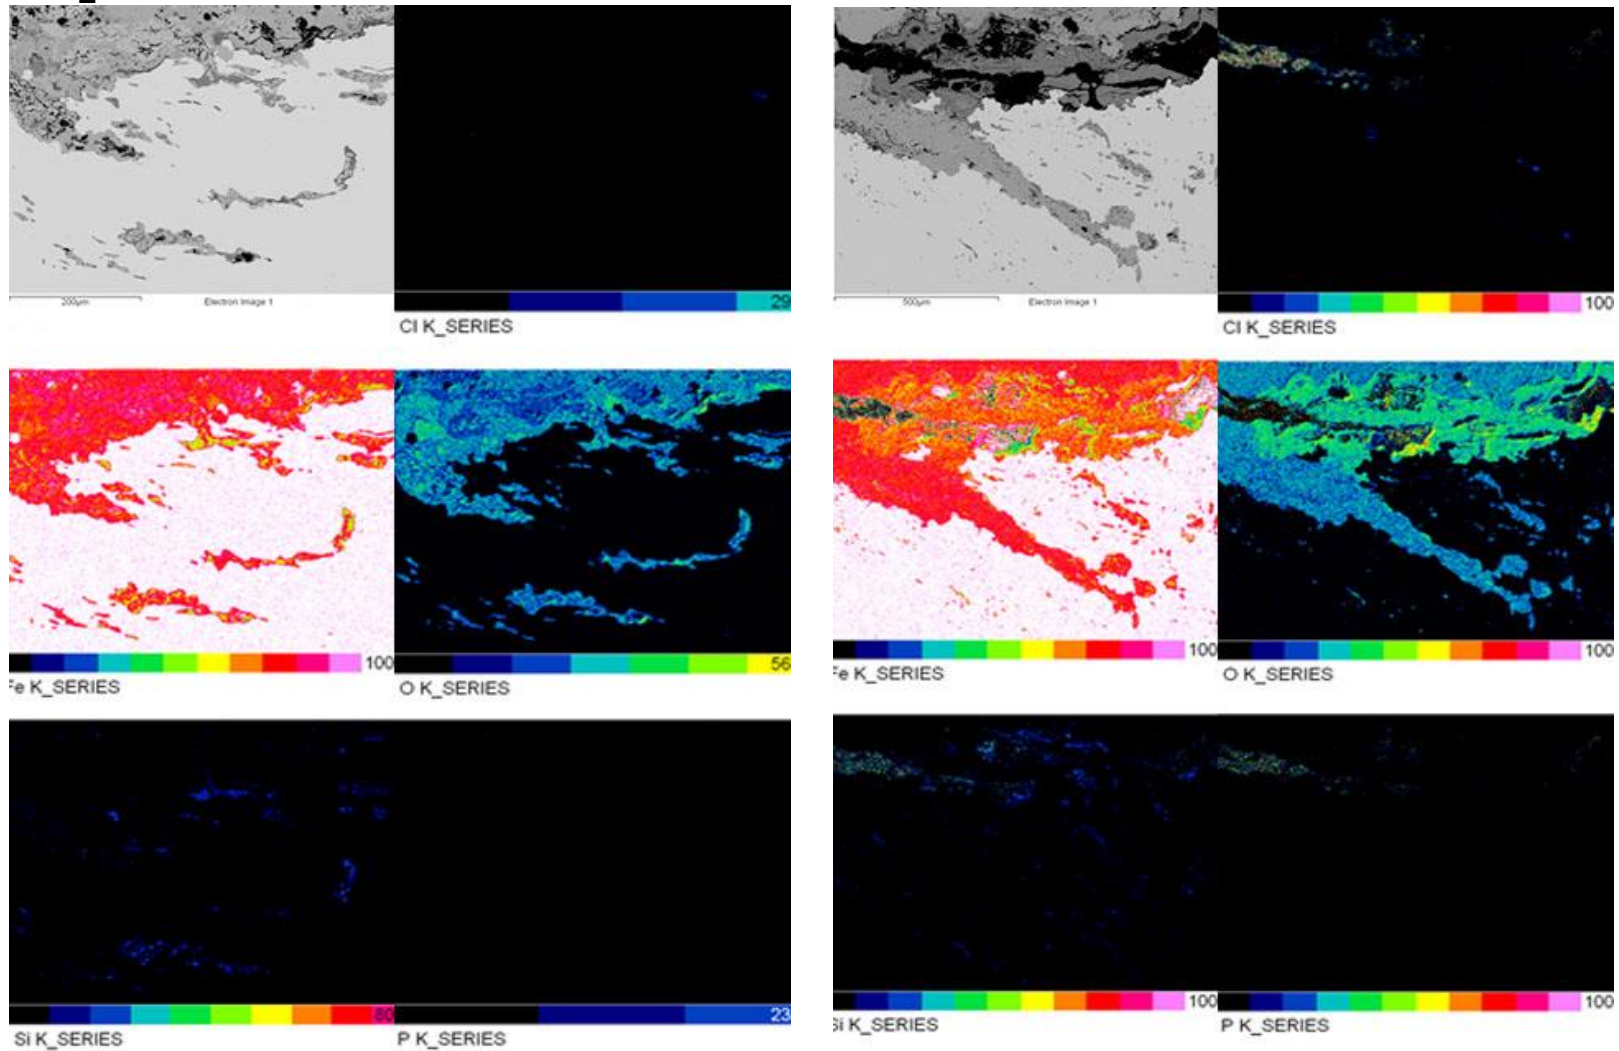 200µm Electron Image 1
29
Cl K_SERIES
500µm Electron Image 1
100
Cl K_SERIES
100
Fe K_SERIES
56
O K_SERIES
100
Fe K_SERIES
100
O K_SERIES
80
Si K_SERIES
23
P K_SERIES
100
Si K_SERIES
100
P K_SERIES